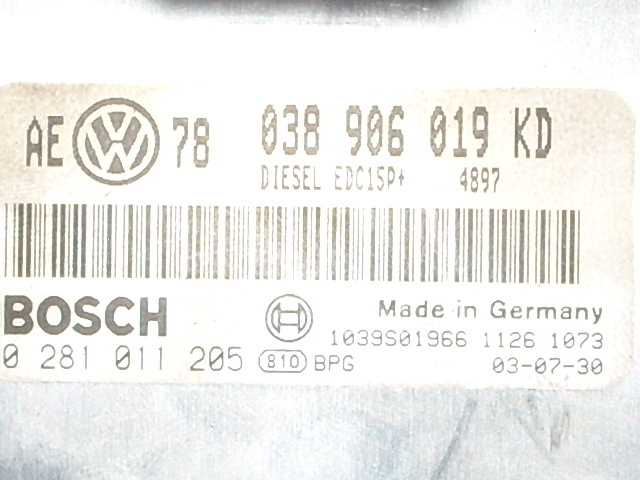 AE VW 78 038 906 019 KD
DIESEL EDC15P+ 4897
BOSCH
Made in Germany
1039S01966 1126 1073
0 281 011 205 810 BPG 03-07-30